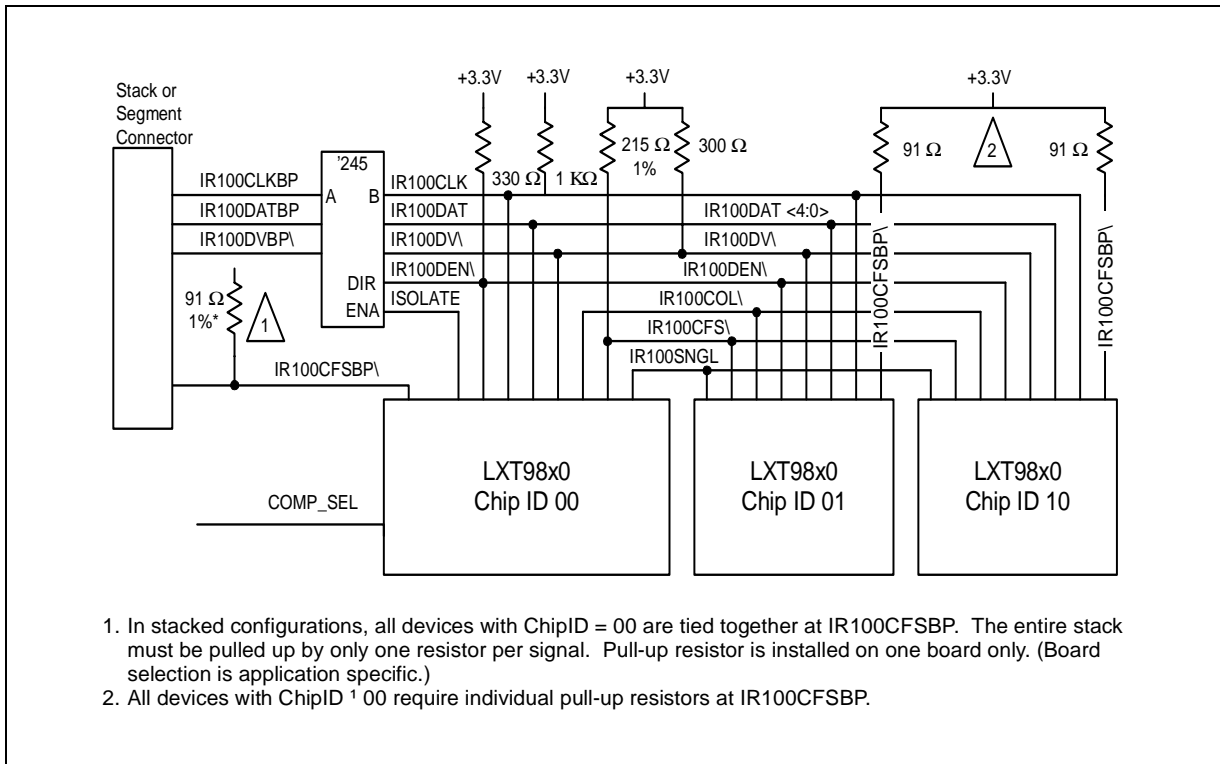 +3.3V +3.3V +3.3V +3.3V
Stack or
Segment
Connector
'245
330 Ω 1 KΩ
215 Ω
1%
300 Ω
91 Ω
2
91 Ω
IR100CLKBP
A B
IR100CLK
IR100DATBP
IR100DAT
IR100DAT <4:0>
IR100DVBP\
IR100DV\
IR100DV\
IR100DEN\
IR100DEN\
DIR
ENA
ISOLATE
91 Ω
1%*
1
IR100COL\
IR100CFS\
IR100SNGL
IR100CFSBP\
IR100CFSBP\
IR100CFSBP\
LXT98x0
Chip ID 00
LXT98x0
Chip ID 01
LXT98x0
Chip ID 10
COMP_SEL
1. In stacked configurations, all devices with ChipID = 00 are tied together at IR100CFSBP. The entire stack
must be pulled up by only one resistor per signal. Pull-up resistor is installed on one board only. (Board
selection is application specific.)
2. All devices with ChipID ¹ 00 require individual pull-up resistors at IR100CFSBP.